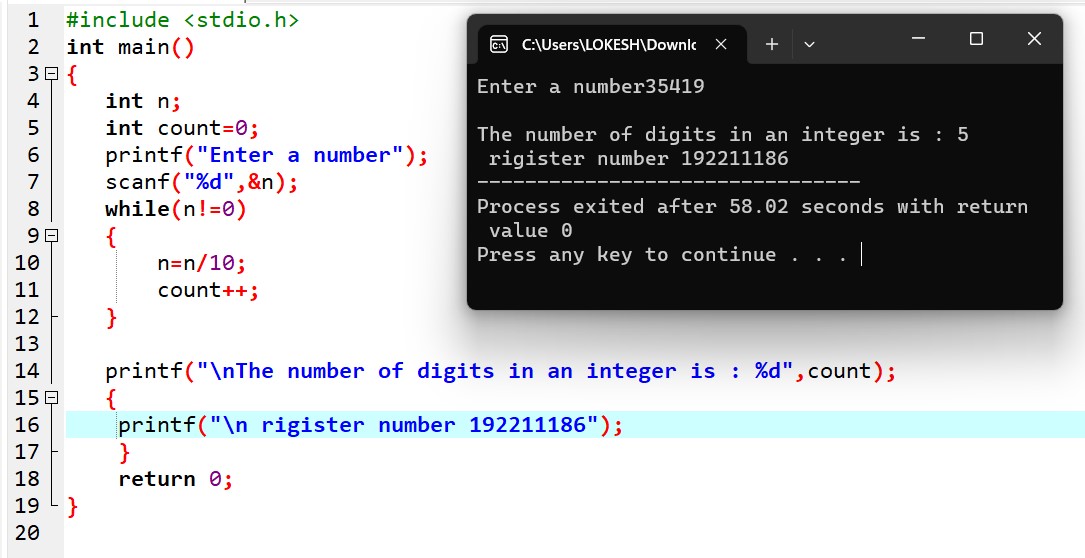 1 #include <stdio.h>
2 int main()
3 {
4 int n;
5 int count=0;
6 printf("Enter a number");
7 scanf("%d",&n);
8 while(n!=0)
9 {
10 n=n/10;
11 count++;
12 }
13
14 printf("\nThe number of digits in an integer is : %d",count);
15 {
16 printf("\n rigister number 192211186");
17 }
18 return 0;
19 }
20
C:\Users\LOKESH\Downlo
Enter a number35419
The number of digits in an integer is : 5
rigister number 192211186
--------------------------------
Process exited after 58.02 seconds with return
value 0
Press any key to continue . . .